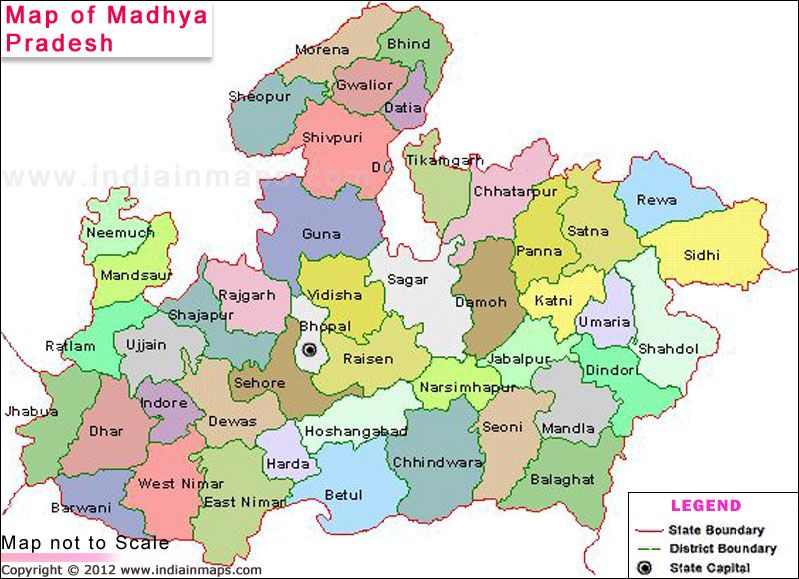 Map of Madhya
Pradesh
Morena
Bhind
Gwalior
Sheopur
Datia
Shivpuri
www.indiainmaps.
Tikamgarh
Chhatarpur
Rewa
Neemuch
Guna
Panna
Satna
Sidhi
Mandsaur
Sagar
Rajgarh
Vidisha
Damoh
Katni
Shajapur
Bhopal
Umaria
Ratlam
Ujjain
Raisen
Jabalpur
Shahdol
Dindori
Sehore
Narsimhapur
Jhabua
Indore
Dewas
Dhar
Hoshangabad
Seoni
Mandla
Harda
Chhindwara
West Nimar
East Nimar
Betul
Balaghat
Barwani
Map not to Scale
Copyright © 2012 www.indiainmaps.com
LEGEND
State Boundary
District Boundary
State Capital